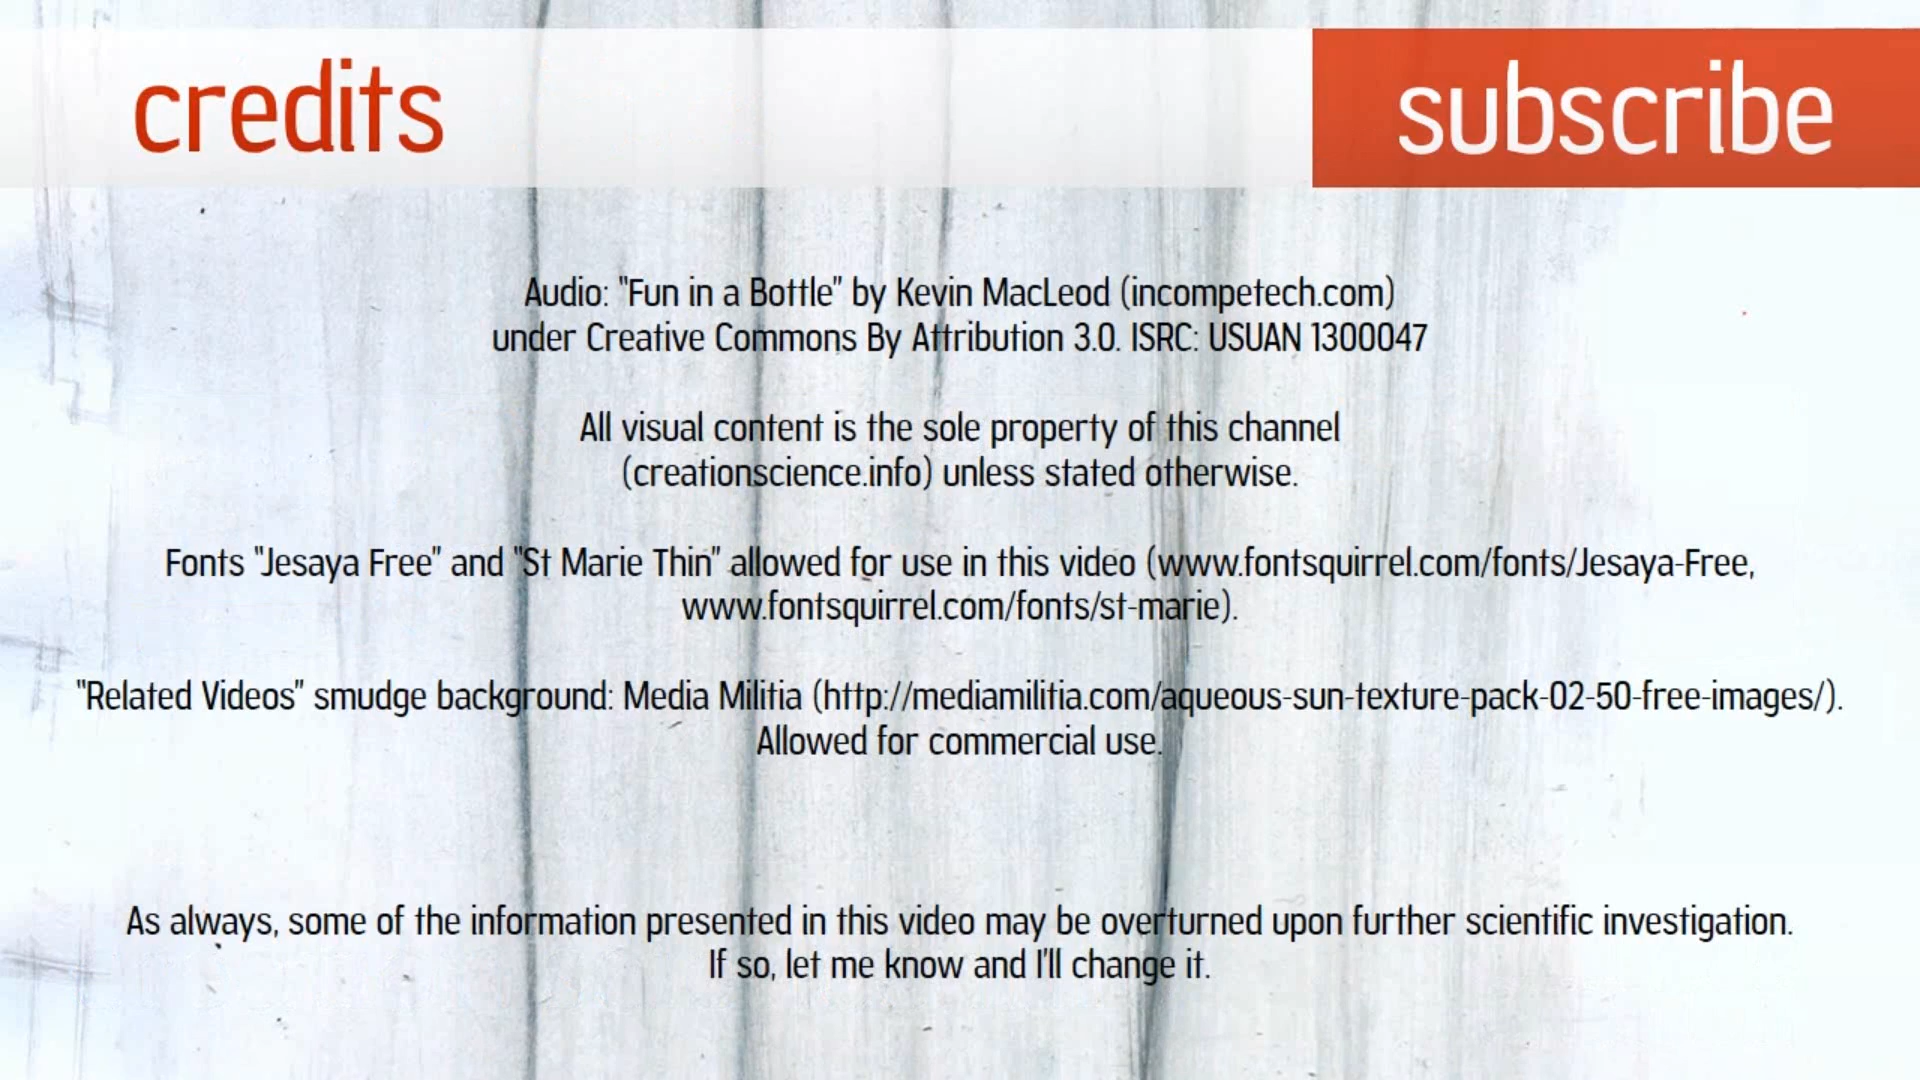 credits
subscribe
Audio: "Fun in a Bottle" by Kevin MacLeod (incompetech.com)
under Creative Commons By Attribution 3.0. ISRC: USUAN 1300047
All visual content is the sole property of this channel
(creationscience.info) unless stated otherwise.
Fonts "Jesaya Free" and "St Marie Thin" allowed for use in this video (www.fontsquirrel.com/fonts/Jesaya-Free,
www.fontsquirrel.com/fonts/st-marie).
"Related Videos" smudge background: Media Militia (http://mediamilitia.com/aqueous-sun-texture-pack-02-50-free-images/).
Allowed for commercial use.
As always, some of the information presented in this video may be overturned upon further scientific investigation.
If so, let me know and I'll change it.